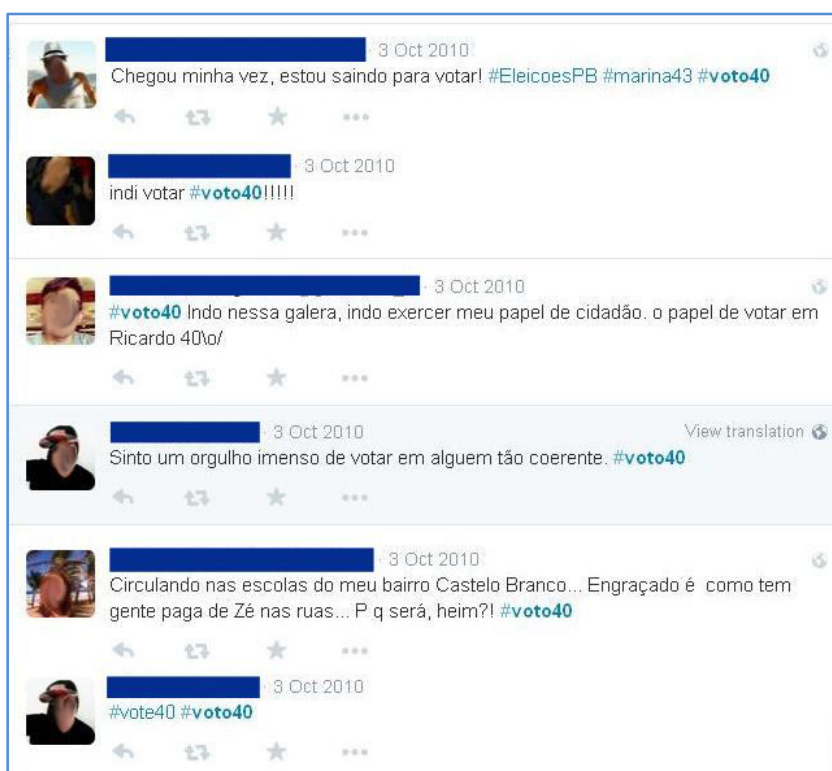 · 3 Oct 2010
Chegou minha vez, estou saindo para votar! #EleicoesPB #marina43 #voto40
· 3 Oct 2010
indi votar #voto40!!!!!
· 3 Oct 2010
#voto40 Indo nessa galera, indo exercer meu papel de cidadão. o papel de votar em
Ricardo 40\o/
· 3 Oct 2010 View translation
Sinto um orgulho imenso de votar em alguem tão coerente. #voto40
· 3 Oct 2010
Circulando nas escolas do meu bairro Castelo Branco... Engraçado é como tem
gente paga de Zé nas ruas... P q será, heim?! #voto40
· 3 Oct 2010
#vote40 #voto40